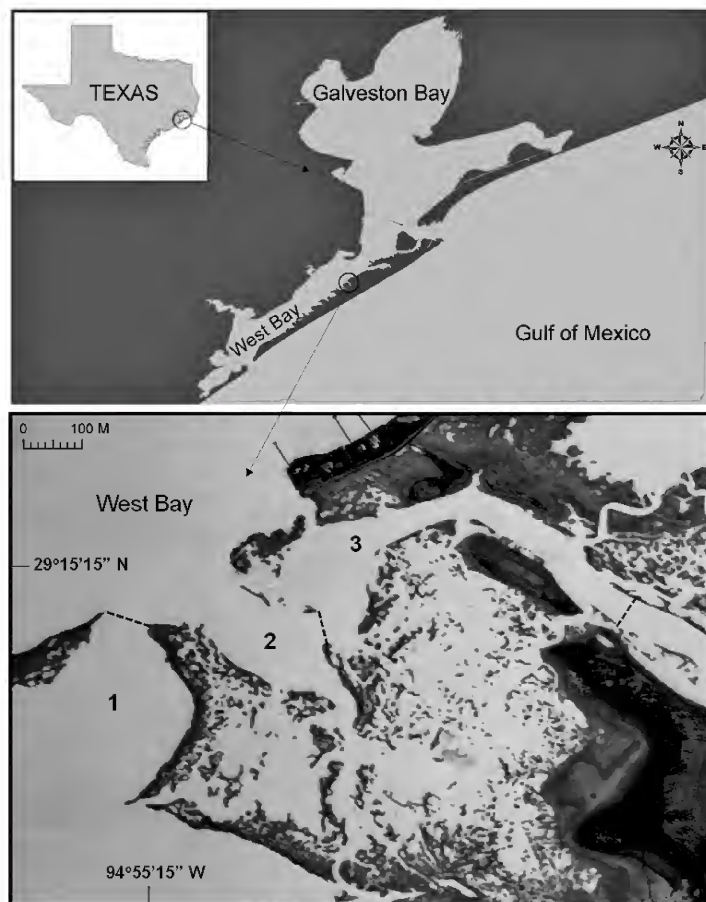 TEXAS
Galveston Bay
N
W E
S
West Bay
Gulf of Mexico
0 100 M
West Bay
3
29°15'15" N
2
1
94°55'15" W